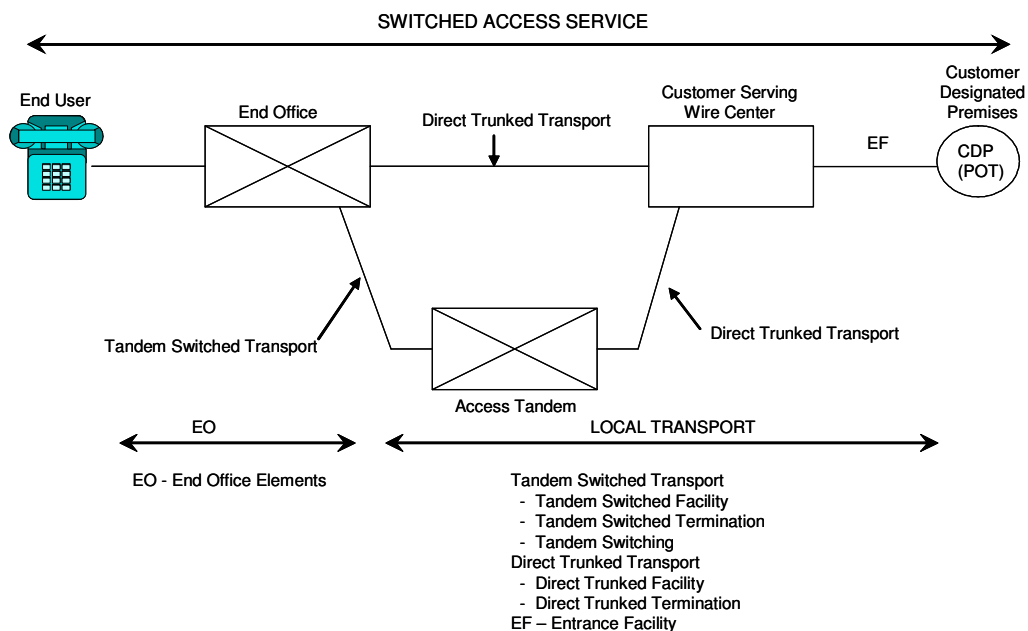 SWITCHED ACCESS SERVICE
End User
End Office
Direct Trunked Transport
Customer Serving
Wire Center
Customer
Designated
Premises
EF
CDP
(POT)
Tandem Switched Transport
Direct Trunked Transport
Access Tandem
EO
LOCAL TRANSPORT
EO - End Office Elements
Tandem Switched Transport
- Tandem Switched Facility
- Tandem Switched Termination
- Tandem Switching
Direct Trunked Transport
- Direct Trunked Facility
- Direct Trunked Termination
EF – Entrance Facility